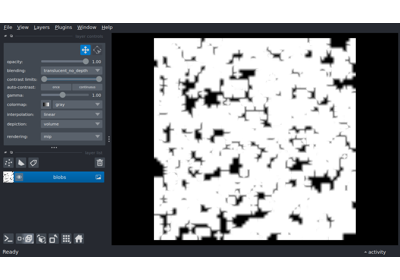 File View Layers Plugins Window Help
opacity: 1.00
blending: translucent_no_depth
contrast limits:
auto-contrast: once continuous
gamma: 1.00
colormap: gray
interpolation: linear
depiction: volume
rendering: mip
blobs
Ready
activity